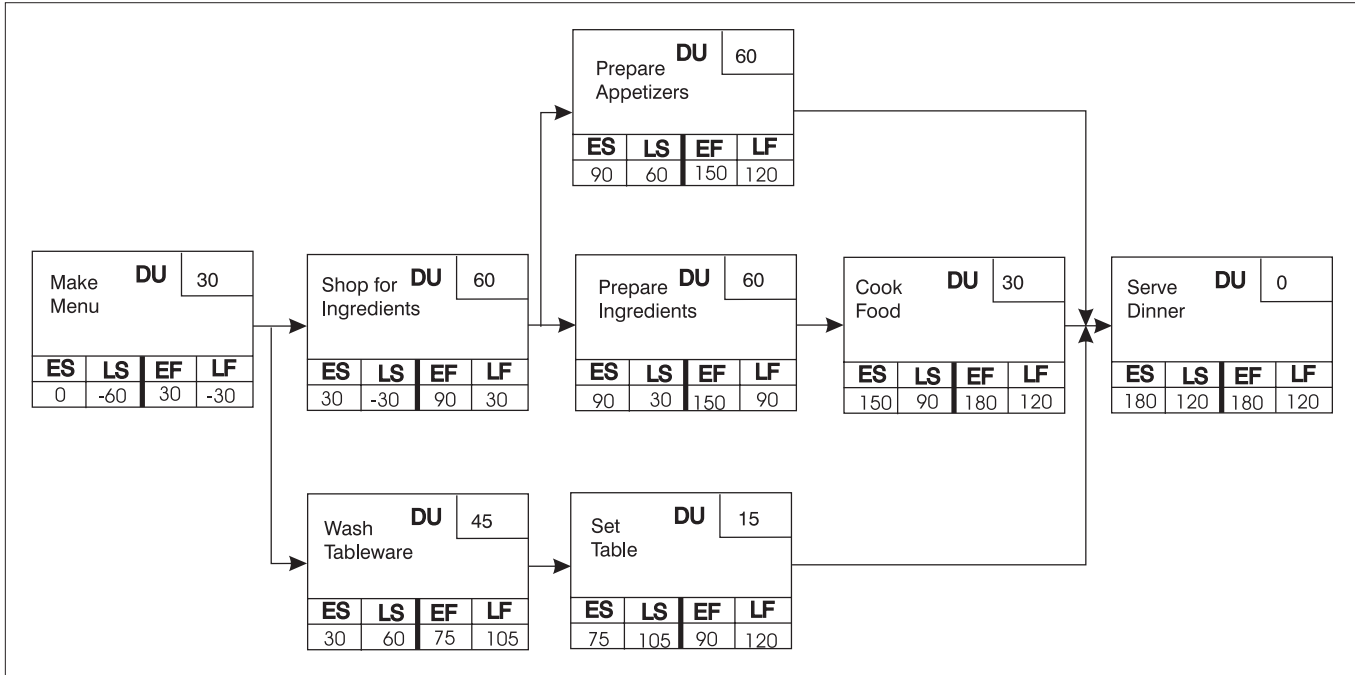 Prepare DU 60
Appetizers
ES LS EF LF
90 60 150 120
Make DU 30
Menu
ES LS EF LF
0 -60 30 -30
Shop for DU 60
Ingredients
ES LS EF LF
30 -30 90 30
Prepare DU 60
Ingredients
ES LS EF LF
90 30 150 90
Cook DU 30
Food
ES LS EF LF
150 90 180 120
Serve DU 0
Dinner
ES LS EF LF
180 120 180 120
Wash DU 45
Tableware
ES LS EF LF
30 60 75 105
Set DU 15
Table
ES LS EF LF
75 105 90 120